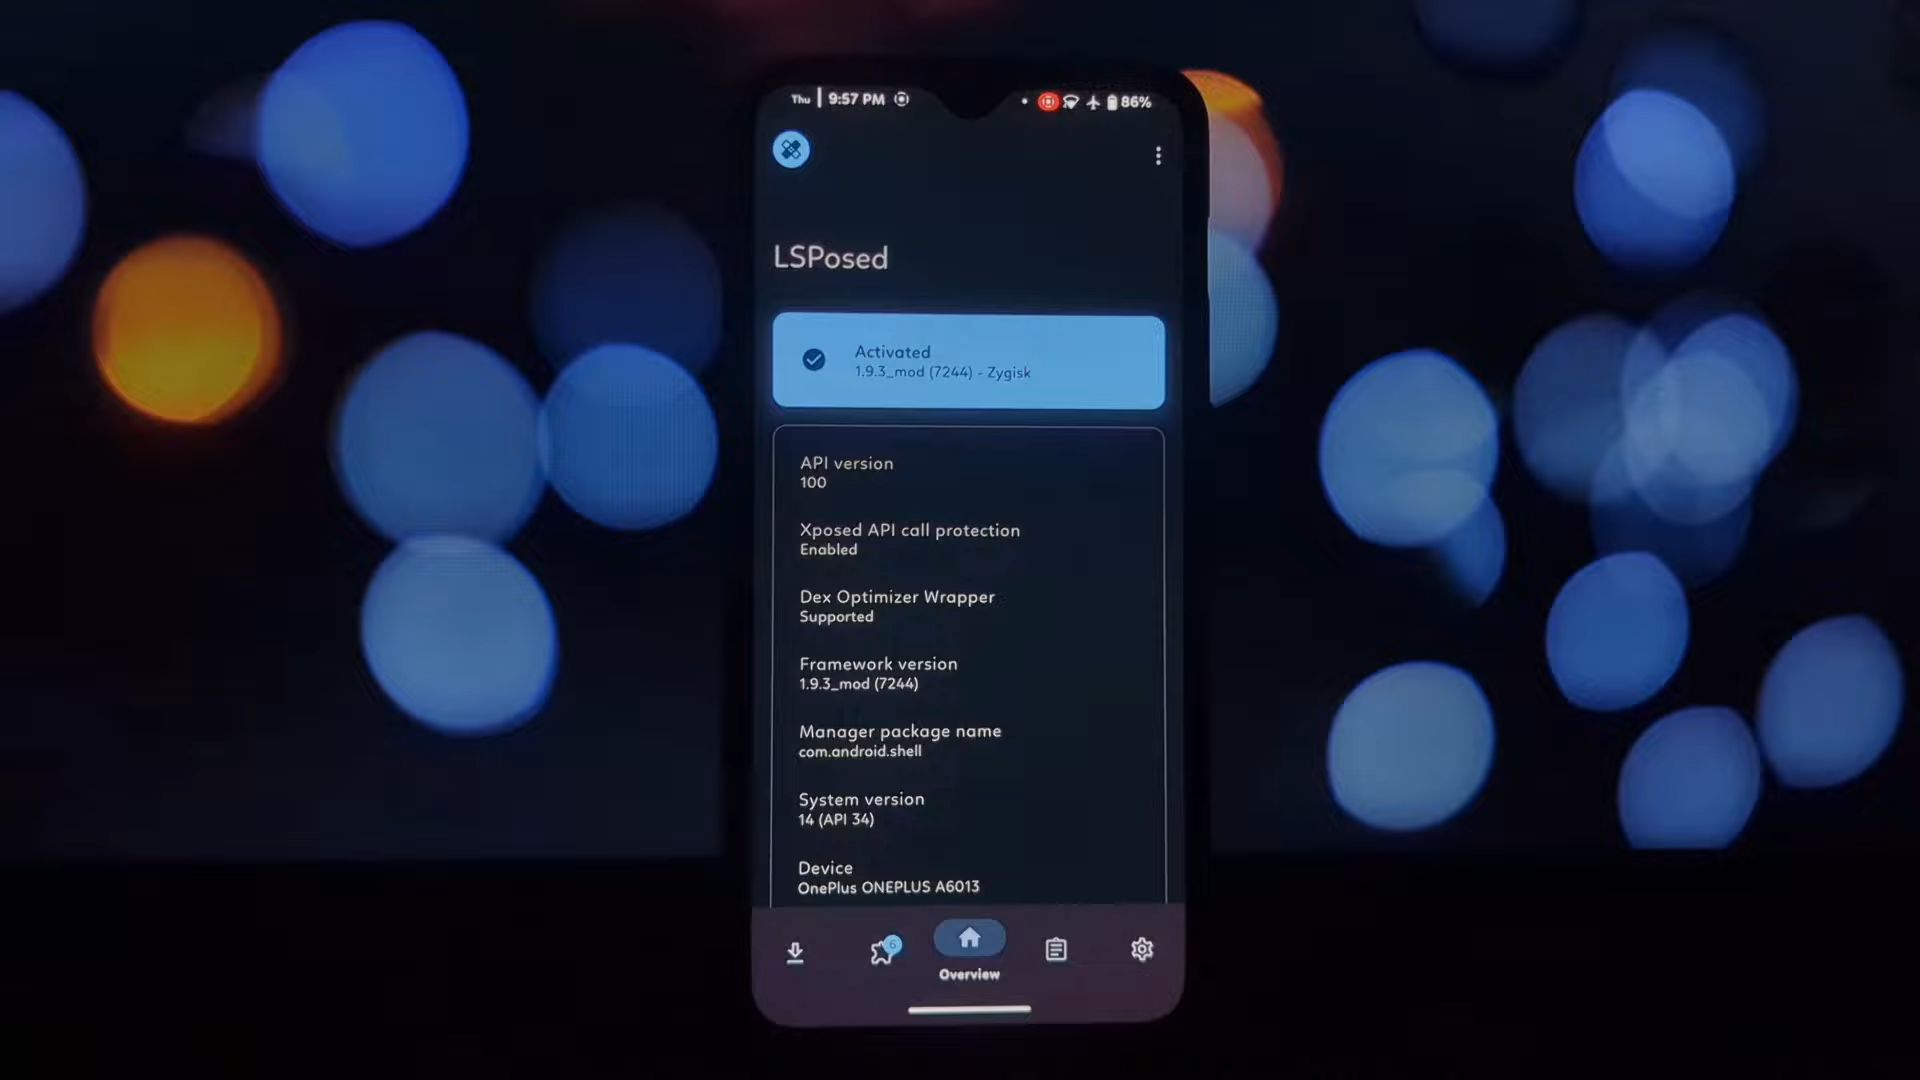 Thu | 9:57 PM 86%
LSPosed
Activated
1.9.3_mod (7244) - Zygisk
API version
100
Xposed API call protection
Enabled
Dex Optimizer Wrapper
Supported
Framework version
1.9.3_mod (7244)
Manager package name
com.android.shell
System version
14 (API 34)
Device
OnePlus ONEPLUS A6013
6
Overview